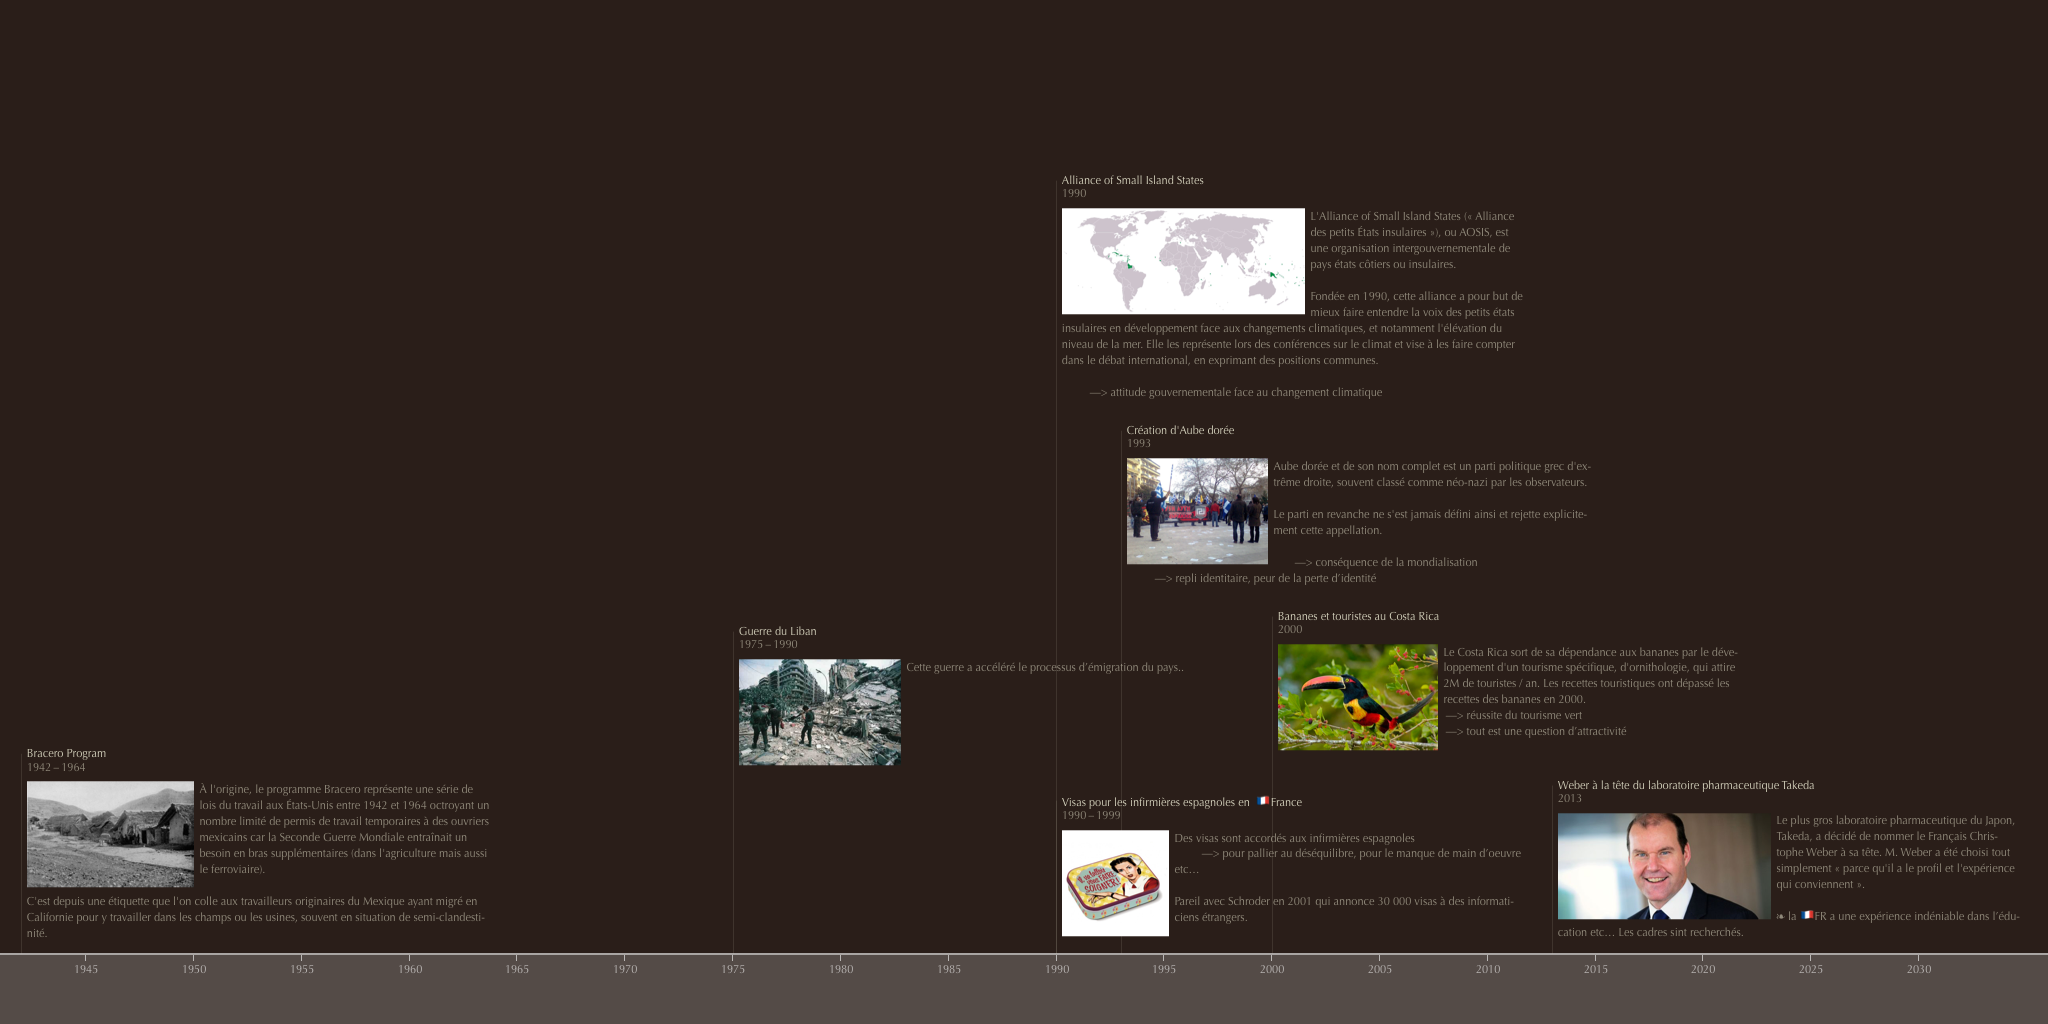 Alliance of Small Island States
1990
L'Alliance of Small Island States (« Alliance
des petits États insulaires »), ou AOSIS, est
une organisation intergouvernementale de
pays états côtiers ou insulaires.
Fondée en 1990, cette alliance a pour but de
mieux faire entendre la voix des petits états
insulaires en développement face aux changements climatiques, et notamment l'élévation du
niveau de la mer. Elle les représente lors des conférences sur le climat et vise à les faire compter
dans le débat international, en exprimant des positions communes.
—> attitude gouvernementale face au changement climatique
Création d'Aube dorée
1993
Aube dorée et de son nom complet est un parti politique grec d'ex-
trême droite, souvent classé comme néo-nazi par les observateurs.
Le parti en revanche ne s'est jamais défini ainsi et rejette explicite-
ment cette appellation.
—> conséquence de la mondialisation
—> repli identitaire, peur de la perte d'identité
Guerre du Liban
1975 – 1990
Cette guerre a accéléré le processus d'émigration du pays..
Bananes et touristes au Costa Rica
2000
Le Costa Rica sort de sa dépendance aux bananes par le déve-
loppement d'un tourisme spécifique, d'ornithologie, qui attire
2M de touristes / an. Les recettes touristiques ont dépassé les
recettes des bananes en 2000.
—> réussite du tourisme vert
—> tout est une question d'attractivité
Bracero Program
1942 – 1964
À l'origine, le programme Bracero représente une série de
lois du travail aux États-Unis entre 1942 et 1964 octroyant un
nombre limité de permis de travail temporaires à des ouvriers
mexicains car la Seconde Guerre Mondiale entraînait un
besoin en bras supplémentaires (dans l'agriculture mais aussi
le ferroviaire).
C'est depuis une étiquette que l'on colle aux travailleurs originaires du Mexique ayant migré en
Californie pour y travailler dans les champs ou les usines, souvent en situation de semi-clandesti-
nité.
Visas pour les infirmières espagnoles en 🇫🇷France
1990 – 1999
SOIGNER!
Des visas sont accordés aux infirmières espagnoles
—> pour pallier au déséquilibre, pour le manque de main d'oeuvre
etc…
Pareil avec Schroder en 2001 qui annonce 30 000 visas à des informati-
ciens étrangers.
Weber à la tête du laboratoire pharmaceutique Takeda
2013
Le plus gros laboratoire pharmaceutique du Japon,
Takeda, a décidé de nommer le Français Chris-
tophe Weber à sa tête. M. Weber a été choisi tout
simplement « parce qu'il a le profil et l'expérience
qui conviennent ».
❧ la 🇫🇷FR a une expérience indéniable dans l'édu-
cation etc… Les cadres sint recherchés.
1945 1950 1955 1960 1965 1970 1975 1980 1985 1990 1995 2000 2005 2010 2015 2020 2025 2030